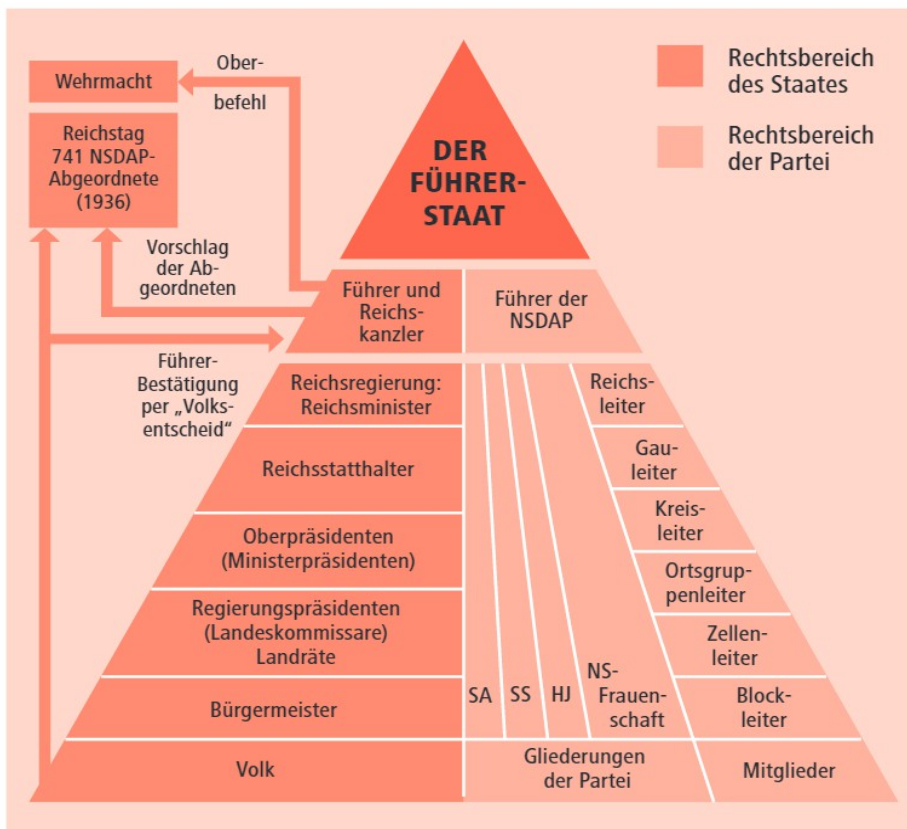 Wehrmacht
Ober-
befehl
Reichstag
741 NSDAP-
Abgeordnete
(1936)
Vorschlag
der Ab-
geordneten
Führer-
Bestätigung
per „Volks-
entscheid“
DER
FÜHRER-
STAAT
Rechtsbereich
des Staates
Rechtsbereich
der Partei
Führer und
Reichs-
kanzler
Führer der
NSDAP
Reichsregierung:
Reichsminister
Reichsstatthalter
Oberpräsidenten
(Ministerpräsidenten)
Regierungspräsidenten
(Landeskommissare)
Landräte
Bürgermeister
Volk
SA
SS
HJ
NS-
Frauen-
schaft
Gliederungen
der Partei
Reichs-
leiter
Gau-
leiter
Kreis-
leiter
Ortsgrup-
penleiter
Zellen-
leiter
Block-
leiter
Mitglieder